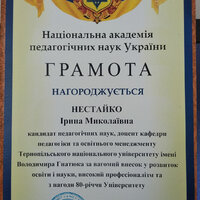 Національна академія
педагогічних наук України
ГРАМОТА
НАГОРОДЖУЄТЬСЯ
НЕСТАЙКО
Ірина Миколаївна
кандидат педагогічних наук, доцент кафедри
педагогіки та освітнього менеджменту
Тернопільського національного університету імені
Володимира Гнатюка за вагомий внесок у розвиток
освіти і науки, високий професіоналізм та
з нагоди 80-річчя Університету